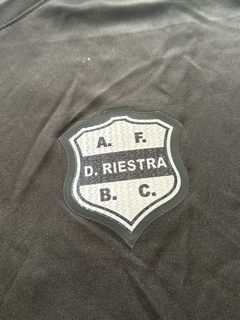 A. F.
D. RIESTRA
B. C.